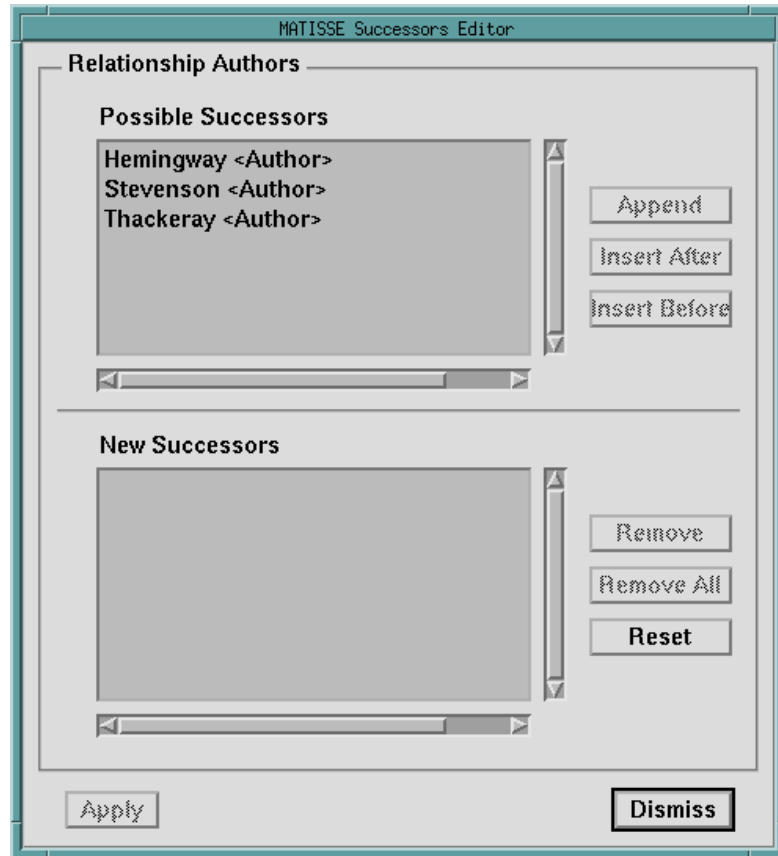 MATISSE Successors Editor
Relationship Authors
Possible Successors
Hemingway <Author>
Stevenson <Author>
Thackeray <Author>
Append
Insert After
Insert Before
New Successors
Remove
Remove All
Reset
Apply
Dismiss